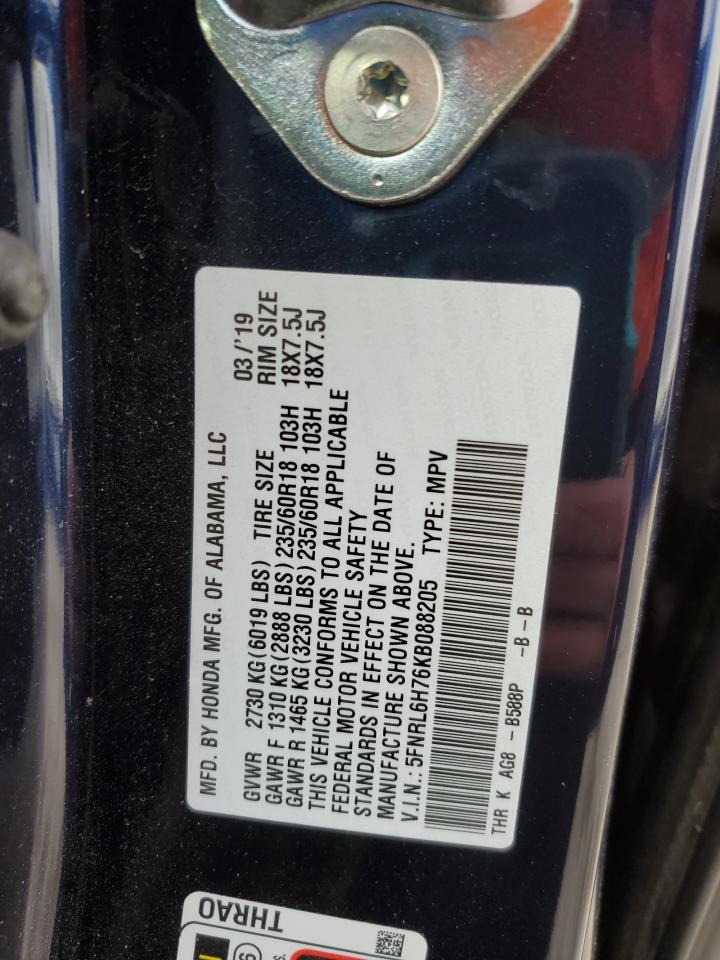 MFD. BY HONDA MFG. OF ALABAMA, LLC
03/'19
GVWR 2730 KG(6019 LBS) TIRE SIZE RIM SIZE
GAWR F 1310 KG(2888 LBS)235/60R18 103H 18X7.5J
GAWR R 1465 KG(3230 LBS)235/60R18 103H 18X7.5J
THIS VEHICLE CONFORMS TO ALL APPLICABLE
FEDERAL MOTOR VEHICLE SAFETY
STANDARDS IN EFFECT ON THE DATE OF
MANUFACTURE SHOWN ABOVE.
V.I.N.: 5FNRL6H76KB088205 TYPE: MPV
THR K AG8 - B588P -B-B
THRAO